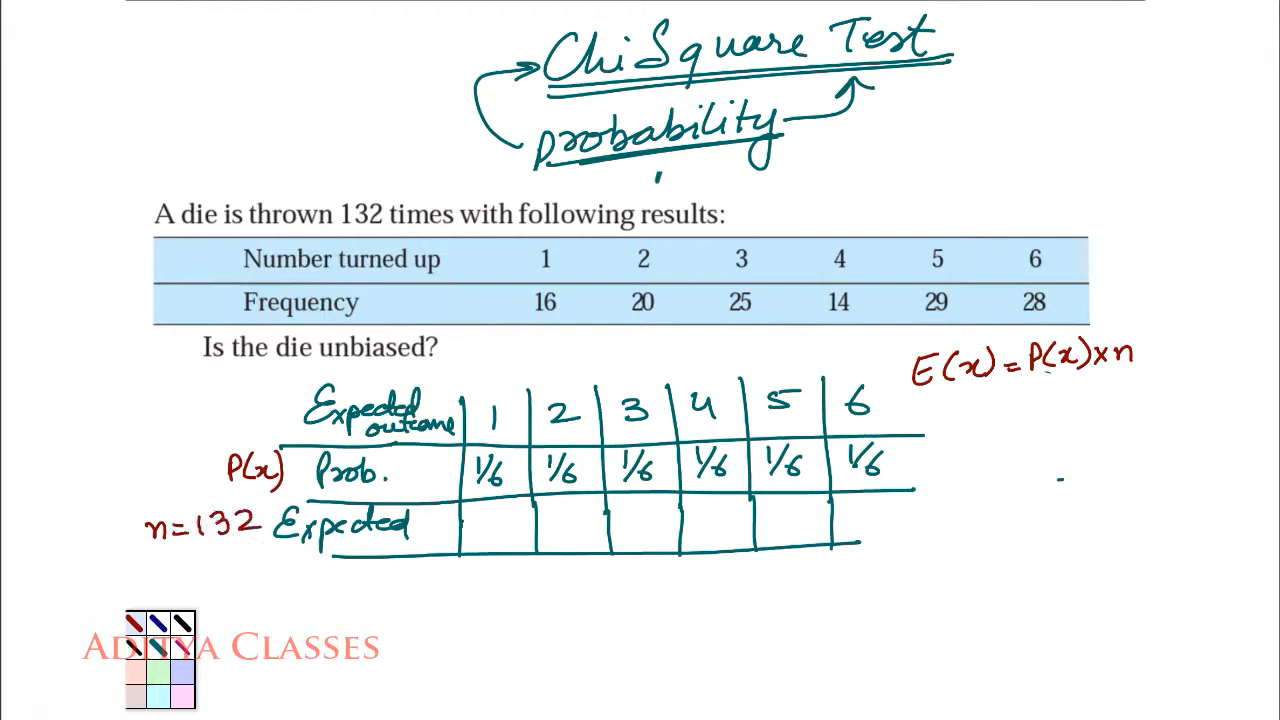 Chi Square Test
probability
A die is thrown 132 times with following results:
Number turned up 1 2 3 4 5 6
Frequency 16 20 25 14 29 28
Is the die unbiased?
E(x) = P(x) x n
Expected outcome 1 2 3 4 5 6
P(x) Prob. 1/6 1/6 1/6 1/6 1/6 1/6
n=132 Expected
ADITYA CLASSES